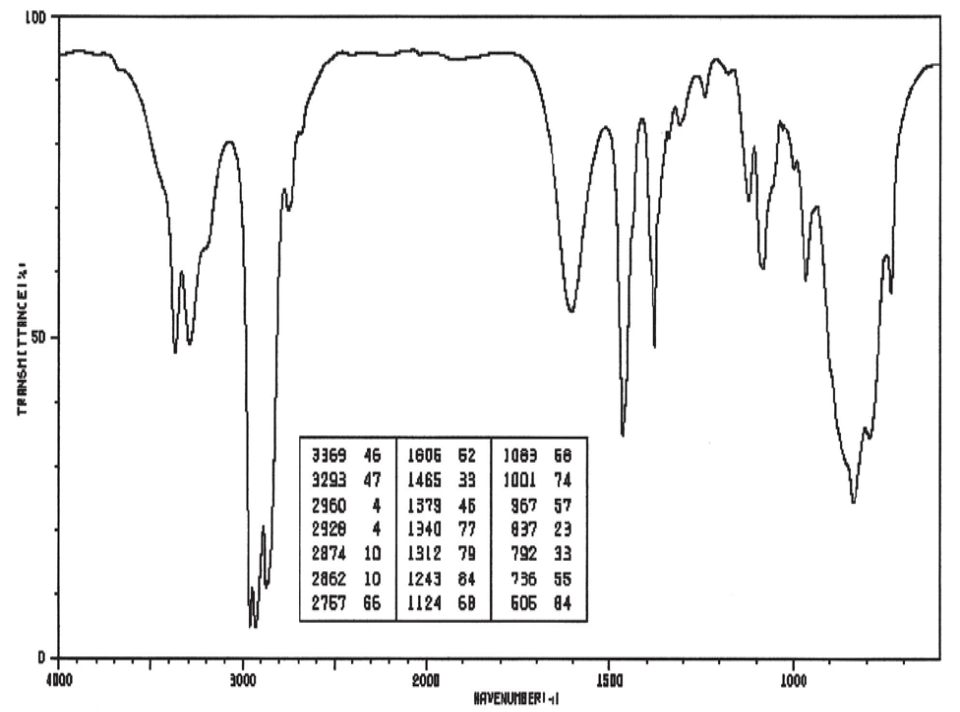 100
50
0
TRANSMITTANCE(%)
3369 46 1606 52 1083 58
3293 47 1465 33 1001 74
2960 4 1379 46 967 57
2928 4 1340 77 837 23
2874 10 1312 79 792 33
2862 10 1243 84 736 55
2767 66 1124 68 606 84
4000 3000 2000 1500 1000
WAVENUMBER(-1)